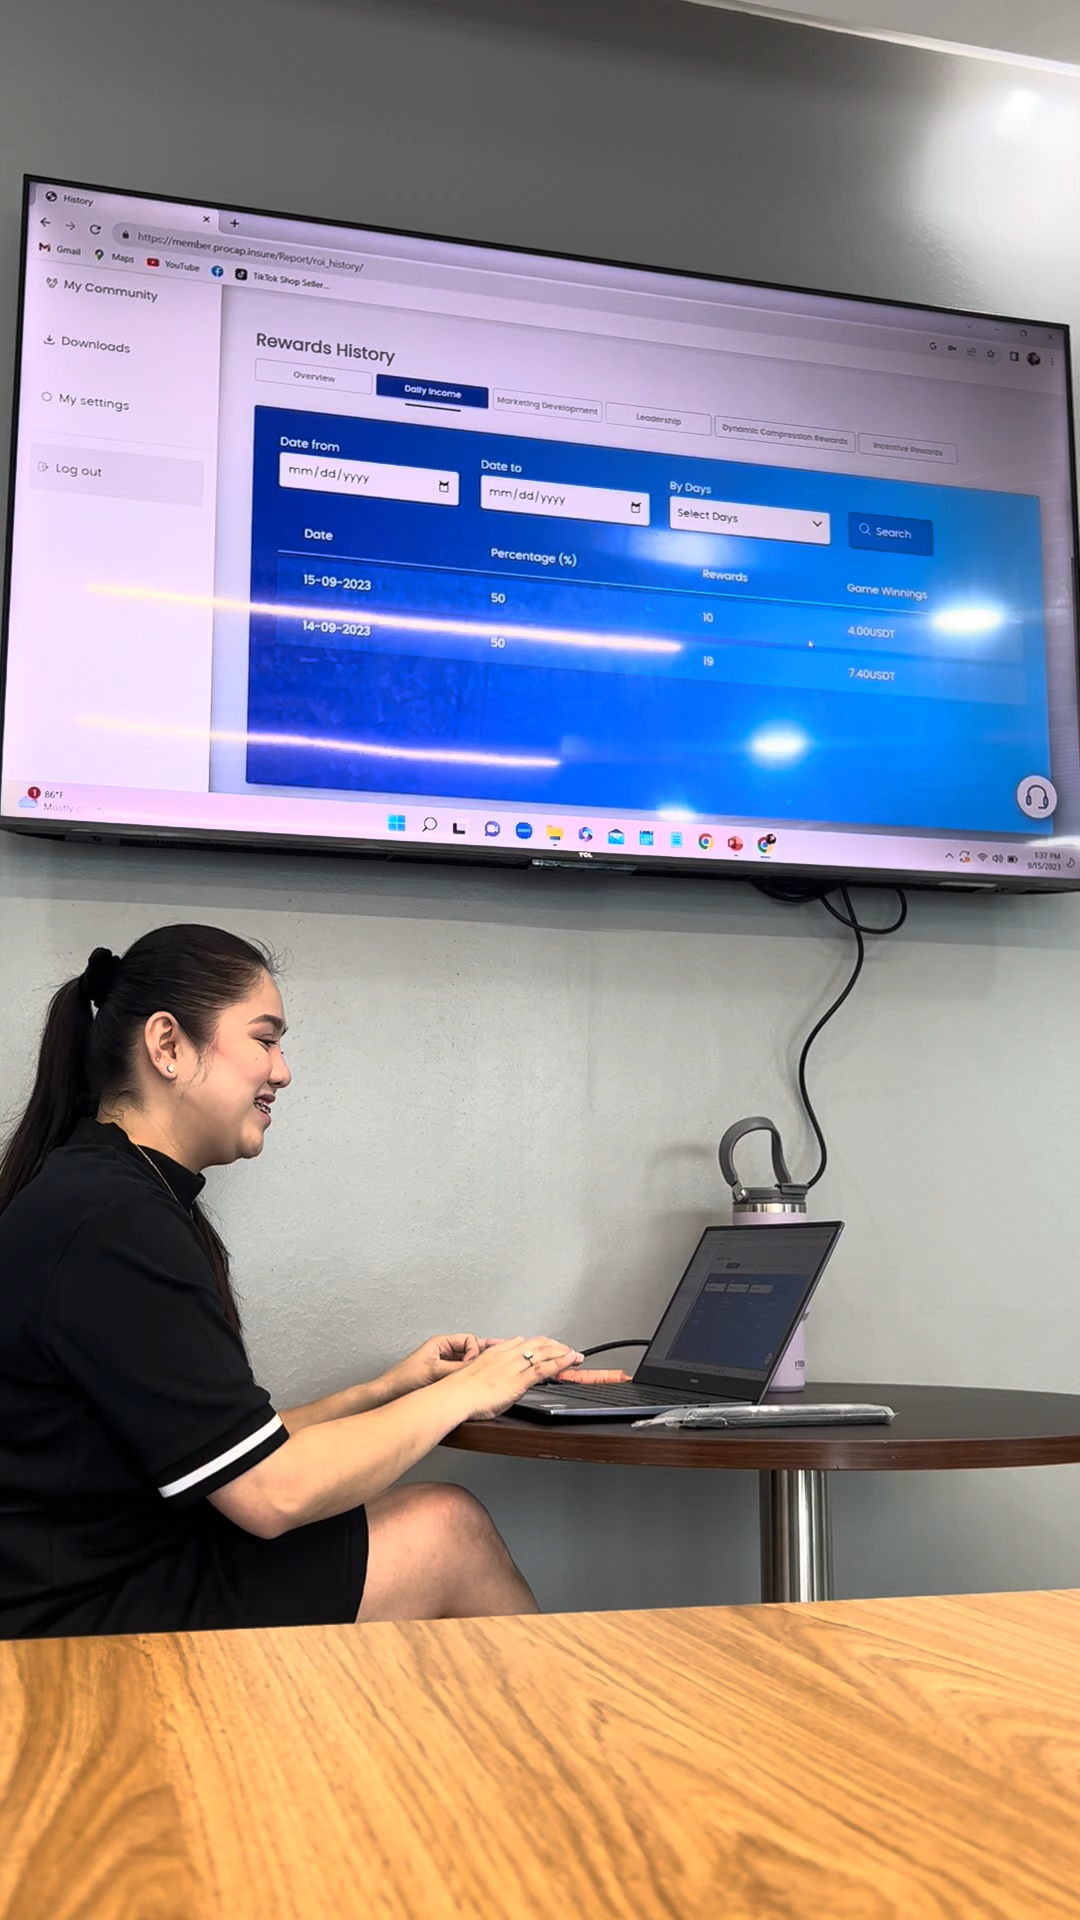 History
https://member.procap.insure/Report/roi_history/
Gmail Maps YouTube TikTok Shop Seller...
My Community
Downloads
My settings
Log out
Rewards History
Overview Daily Income Marketing Development Leadership Dynamic Compression Rewards Incentive Rewards
Date from Date to By Days
mm/dd/yyyy mm/dd/yyyy Select Days Search
Date Percentage (%) Rewards Game Winnings
15-09-2023 50 10 4.00USDT
14-09-2023 50 19 7.40USDT
1 86°F
Mostly
1:37 PM
9/15/2023
TCL